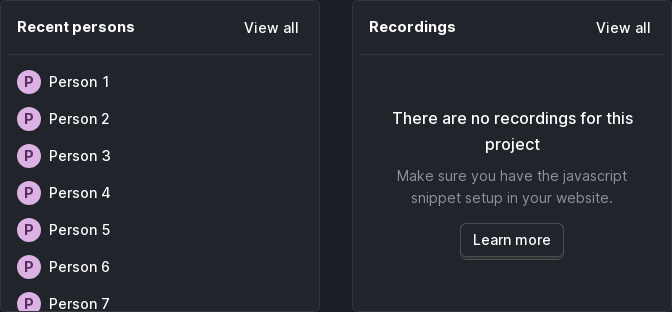 Recent persons
View all
P Person 1
P Person 2
P Person 3
P Person 4
P Person 5
P Person 6
P Person 7
Recordings
View all
There are no recordings for this
project
Make sure you have the javascript
snippet setup in your website.
Learn more